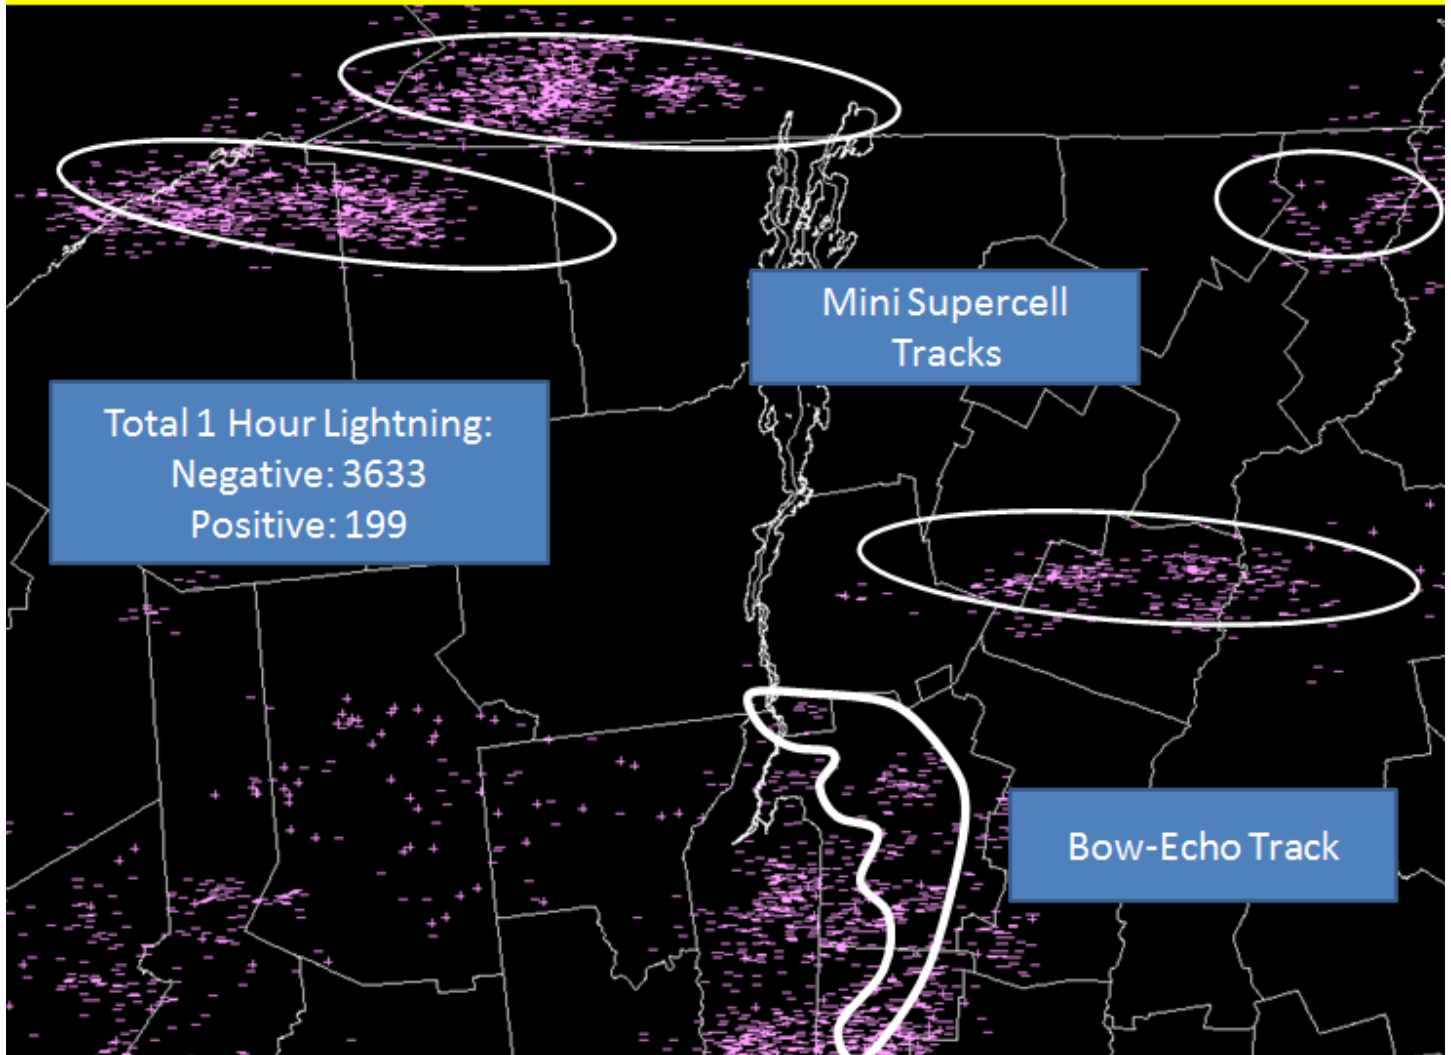 Mini Supercell
Tracks
Total 1 Hour Lightning:
Negative: 3633
Positive: 199
Bow-Echo Track